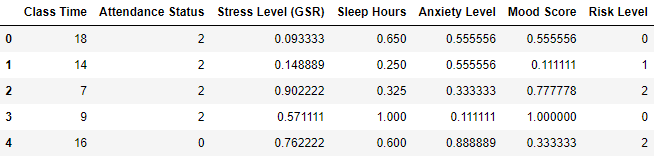 Class Time Attendance Status Stress Level (GSR) Sleep Hours Anxiety Level Mood Score Risk Level
0 18 2 0.093333 0.650 0.555556 0.555556 0
1 14 2 0.148889 0.250 0.555556 0.111111 1
2 7 2 0.902222 0.325 0.333333 0.777778 2
3 9 2 0.571111 1.000 0.111111 1.000000 0
4 16 0 0.762222 0.600 0.888889 0.333333 2